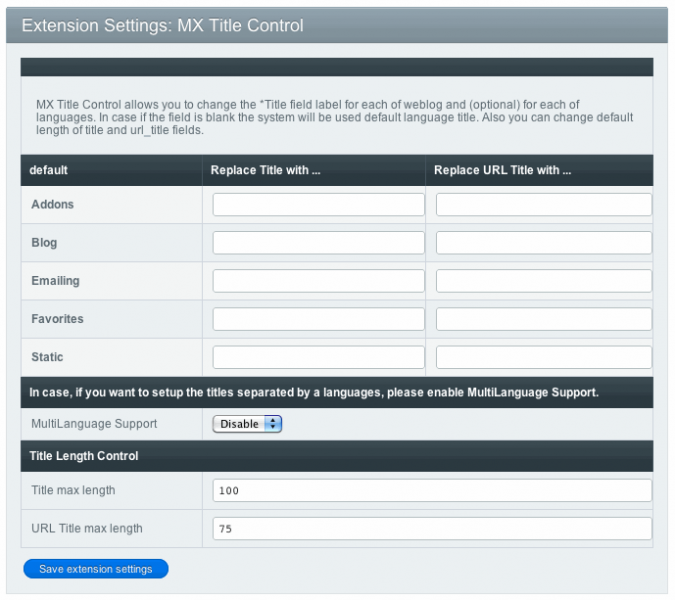 Extension Settings: MX Title Control
MX Title Control allows you to change the *Title field label for each of weblog and (optional) for each of
languages. In case if the field is blank the system will be used default language title. Also you can change default
length of title and url_title fields.
default Replace Title with ... Replace URL Title with ...
Addons
Blog
Emailing
Favorites
Static
In case, if you want to setup the titles separated by a languages, please enable MultiLanguage Support.
MultiLanguage Support Disable
Title Length Control
Title max length 100
URL Title max length 75
Save extension settings